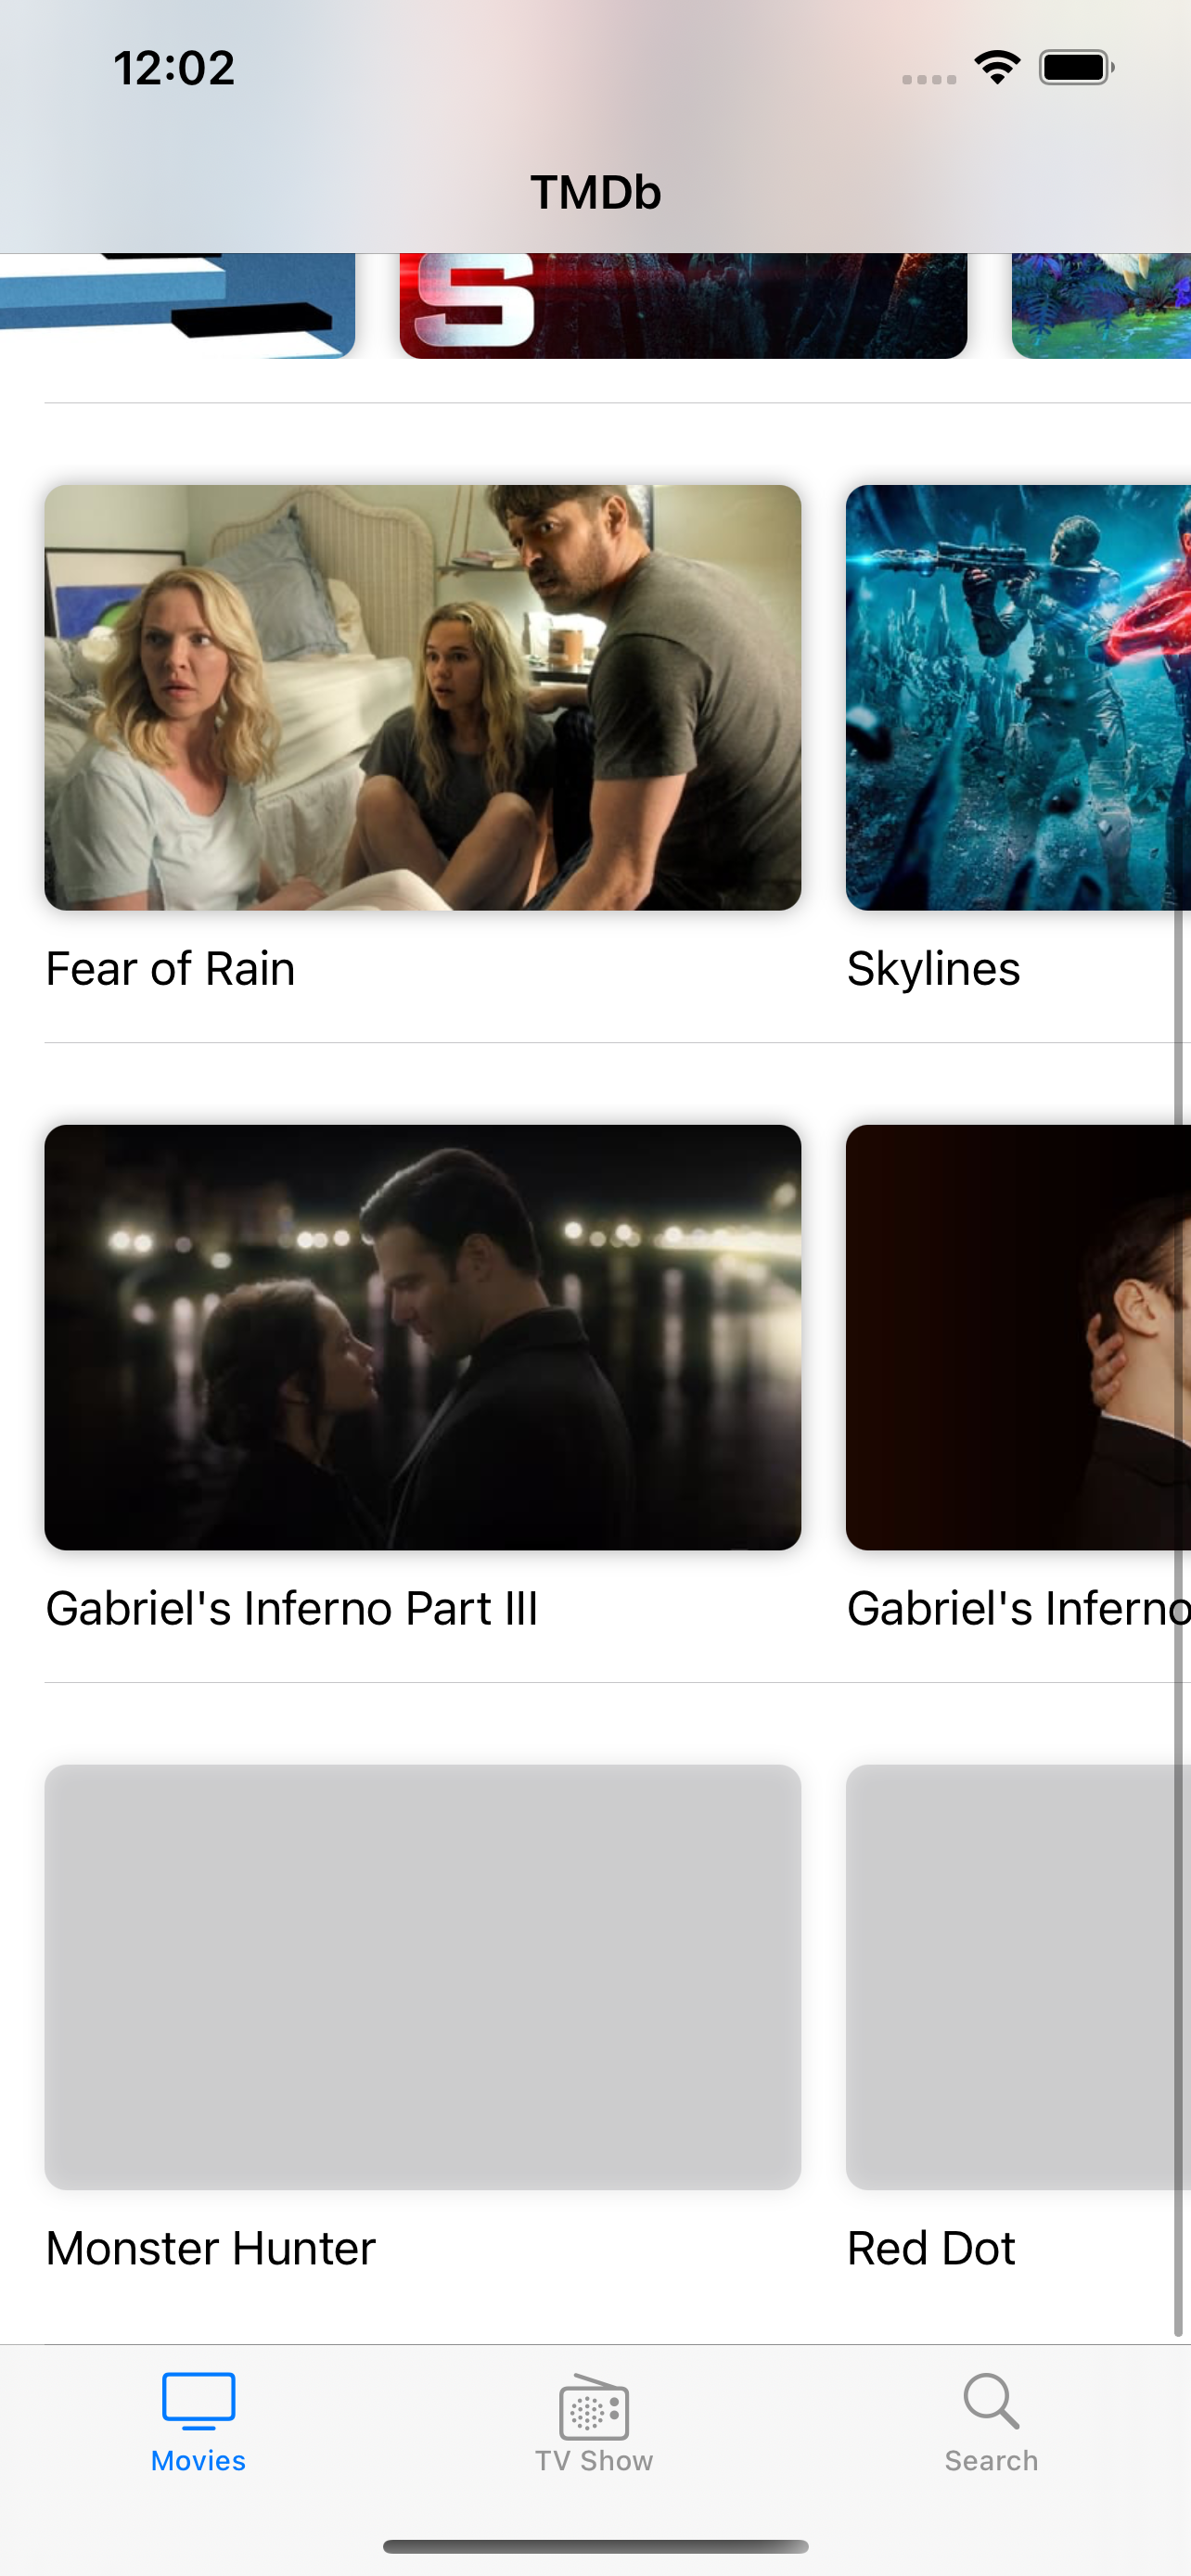 12:02
TMDb
S
Fear of Rain
Skylines
Gabriel's Inferno Part III
Gabriel's Inferno
Monster Hunter
Red Dot
Movies
TV Show
Search